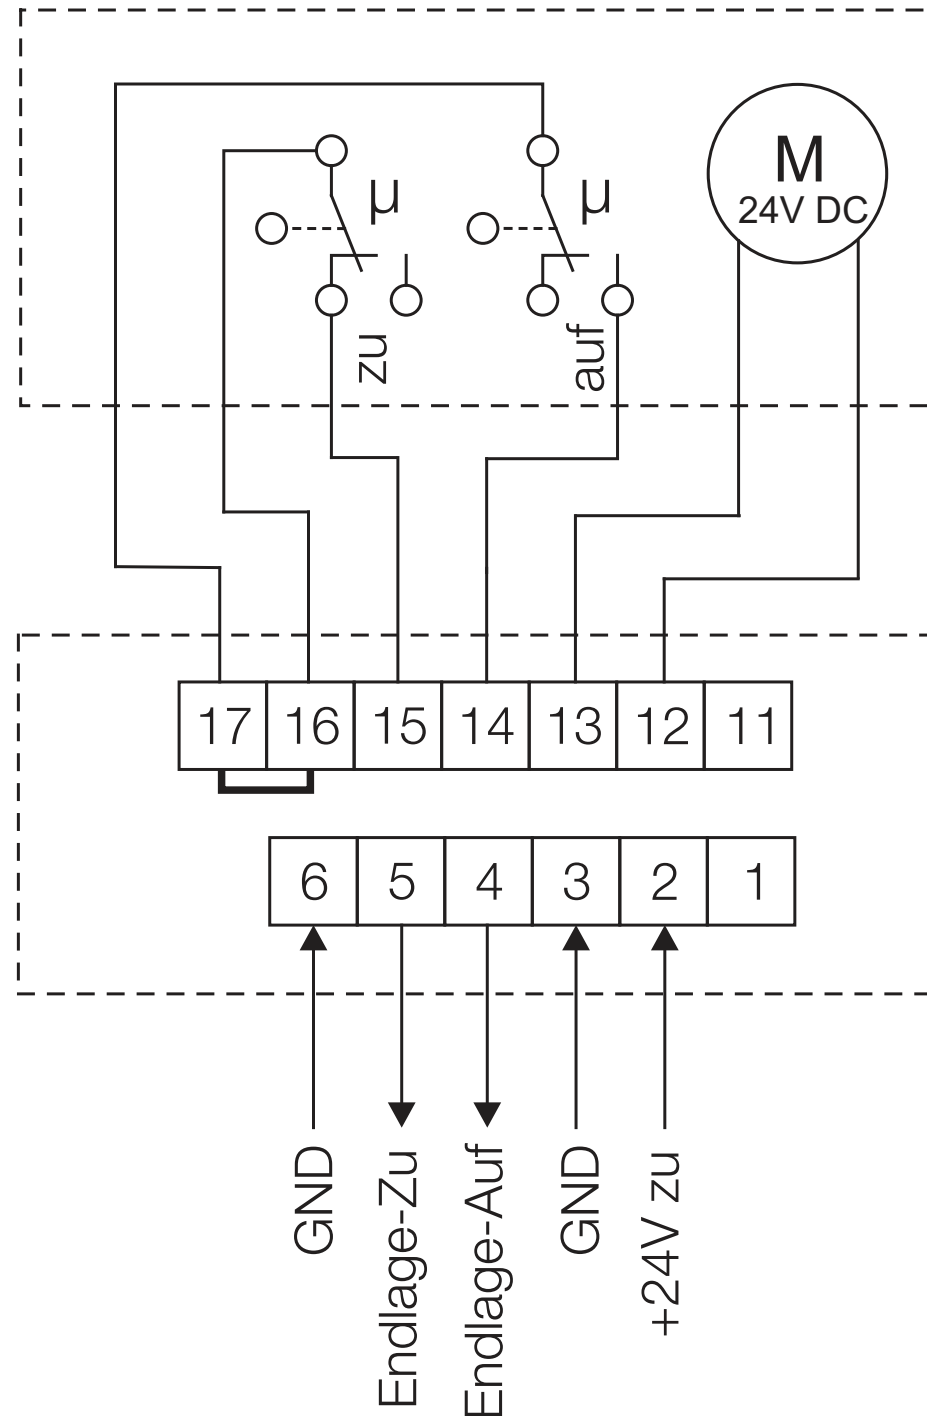 M
24V DC
µ
µ
zu
auf
17 16 15 14 13 12 11
6 5 4 3 2 1
GND
Endlage-Zu
Endlage-Auf
GND
+24V zu